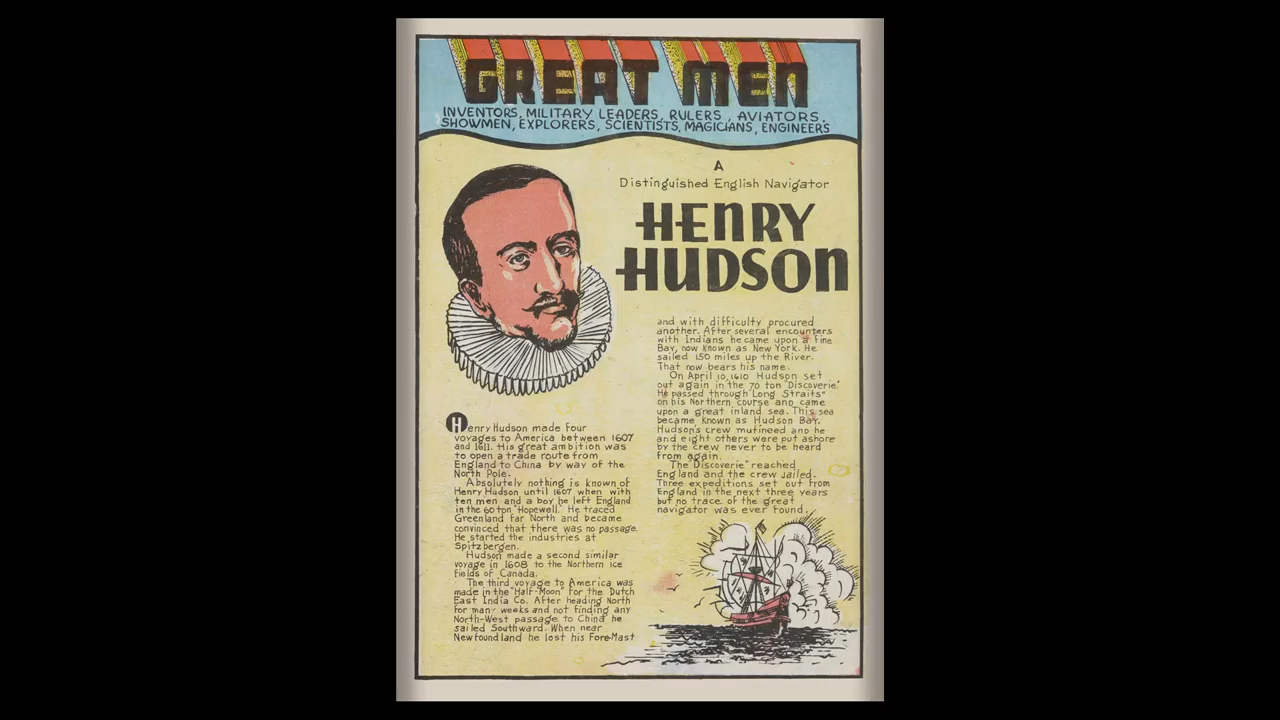 GREAT MEN
INVENTORS, MILITARY LEADERS, RULERS, AVIATORS,
SHOWMEN, EXPLORERS, SCIENTISTS, MAGICIANS, ENGINEERS
A
Distinguished English Navigator
HENRY
HUDSON
Henry Hudson made four
voyages to America between 1607
and 1611. His great ambition was
to open a trade route from
England to China by way of the
North Pole.
Absolutely nothing is known of
Henry Hudson until 1607 when with
ten men and a boy he left England
in the 60 ton "Hopewell." He traced
Greenland far North and became
convinced that there was no passage.
He started the industries at
Spitzbergen.
Hudson made a second similar
voyage in 1608 to the Northern ice
fields of Canada.
The third voyage to America was
made in the "Half-Moon" for the Dutch
East India Co. After heading North
for many weeks and not finding any
North-West passage to China he
sailed Southward. When near
Newfoundland he lost his Fore-Mast
and with difficulty procured
another. After several encounters
with Indians he came upon a fine
Bay, now known as New York. He
sailed 150 miles up the River.
That now bears his name.
On April 10, 1610 Hudson set
out again in the 70 ton "Discoverie."
He passed through "Long Straits"
on his Northern course and came
upon a great inland sea. This sea
became known as Hudson Bay.
Hudson's crew mutineed and he
and eight others were put ashore
by the crew never to be heard
from again.
The "Discoverie" reached
England and the crew jailed.
Three expeditions set out from
England in the next three years
but no trace of the great
navigator was ever found.